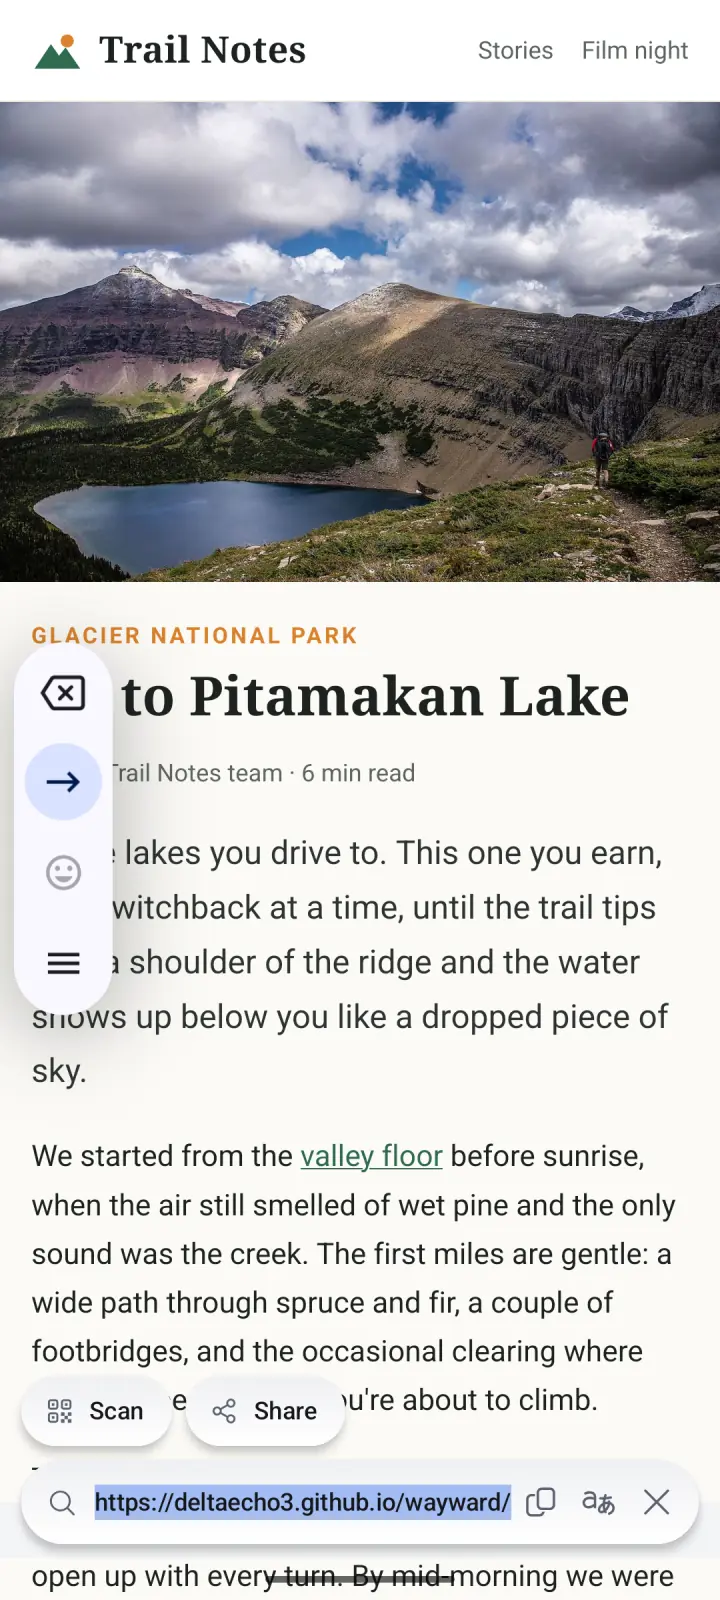 Trail Notes
Stories
Film night
GLACIER NATIONAL PARK
to Pitamakan Lake
Trail Notes team · 6 min read
lakes you drive to. This one you earn,
switchback at a time, until the trail tips
a shoulder of the ridge and the water
shows up below you like a dropped piece of
sky.
We started from the valley floor before sunrise,
when the air still smelled of wet pine and the only
sound was the creek. The first miles are gentle: a
wide path through spruce and fir, a couple of
footbridges, and the occasional clearing where
you're about to climb.
Scan
Share
https://deltaecho3.github.io/wayward/
aあ
open up with every turn. By mid-morning we were